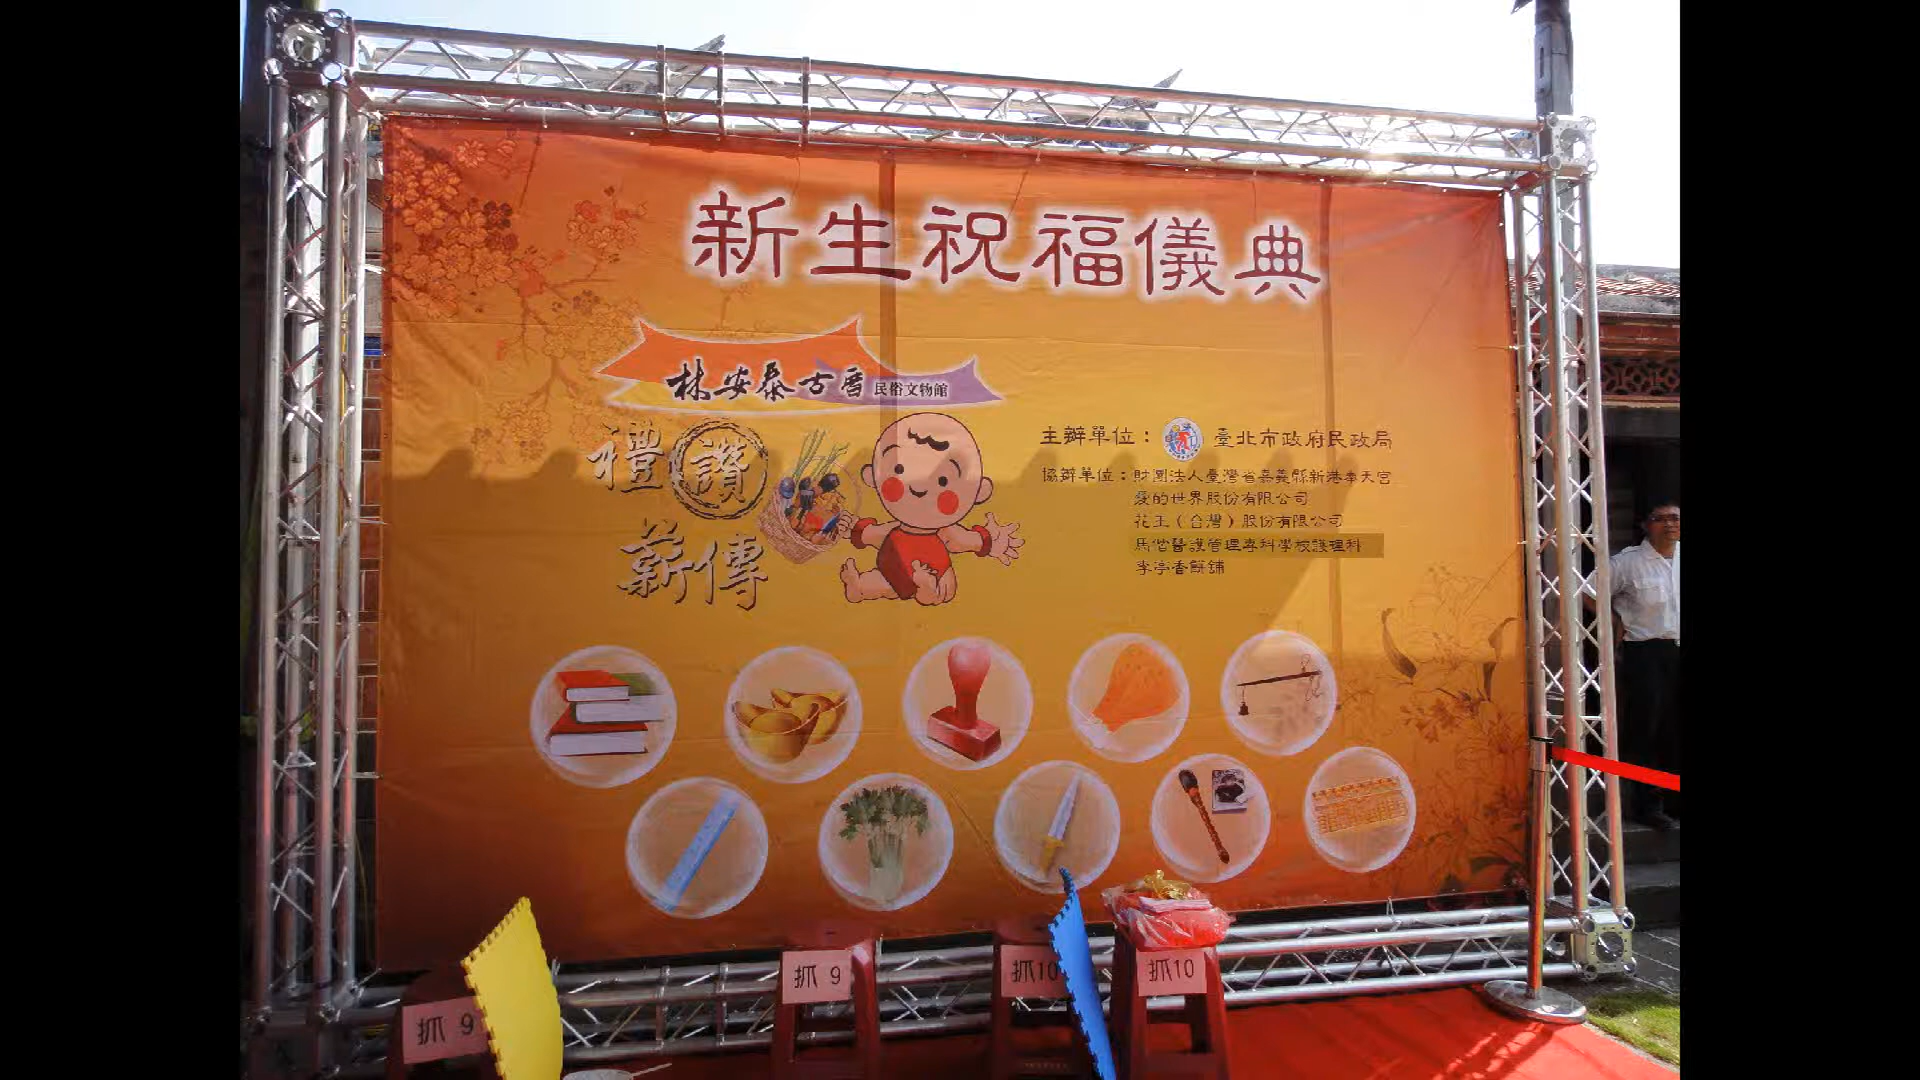 新生祝福儀典
林安泰古厝 民俗文物館
禮讚
薪傳
主辦單位：臺北市政府民政局
協辦單位：財團法人臺灣省嘉義縣新港奉天宮
愛的世界股份有限公司
花王（台灣）股份有限公司
馬偕醫護管理專科學校護理科
李亭香餅舖
抓 9
抓10
抓10
抓 9